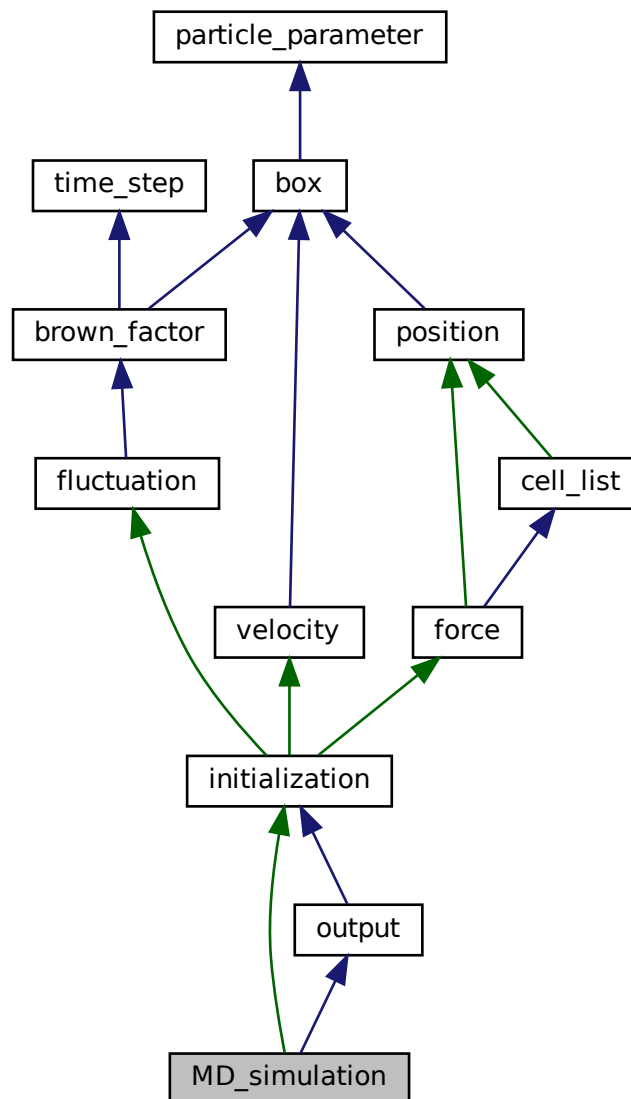 particle_parameter
time_step
box
brown_factor
position
fluctuation
cell_list
velocity
force
initialization
output
MD_simulation